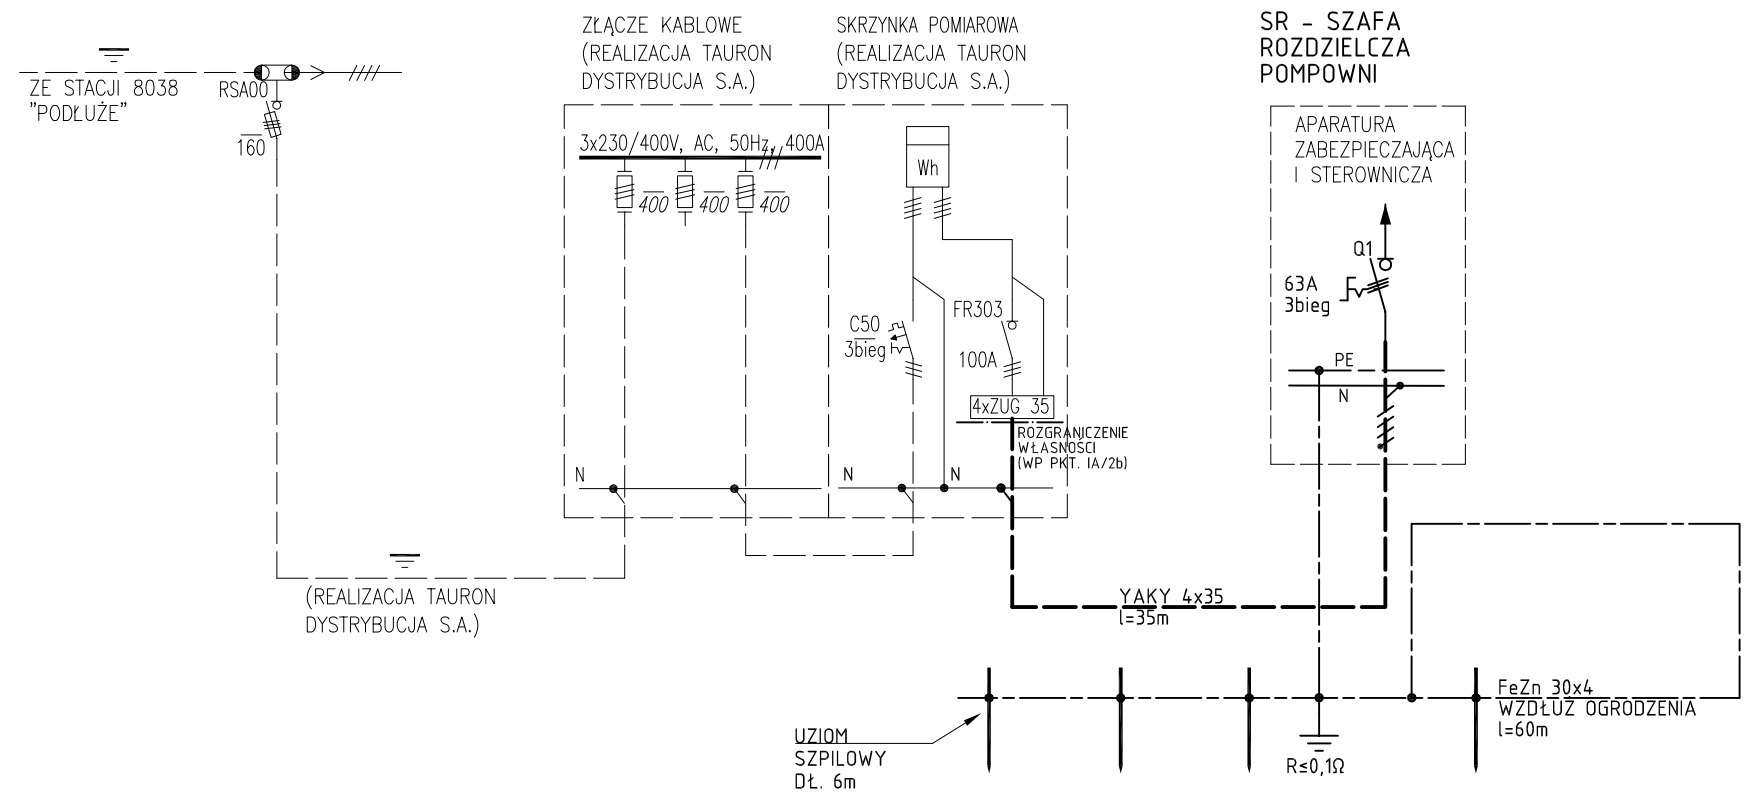 ZE STACJI 8038
"PODŁUŻE"
RSA00
160
(REALIZACJA TAURON
DYSTRYBUCJA S.A.)
ZŁĄCZE KABLOWE
(REALIZACJA TAURON
DYSTRYBUCJA S.A.)
3x230/400V, AC, 50Hz, 400A
400
400
400
N
SKRZYNKA POMIAROWA
(REALIZACJA TAURON
DYSTRYBUCJA S.A.)
Wh
C50
3bieg
FR303
100A
4xZUG 35
ROZGRANICZENIE
WŁASNOŚCI
(WP PKT. IA/2b)
N
N
SR - SZAFA
ROZDZIELCZA
POMPOWNI
APARATURA
ZABEZPIECZAJĄCA
I STEROWNICZA
Q1
63A
3bieg
PE
N
YAKY 4x35
l=35m
FeZn 30x4
WZDŁUŻ OGRODZENIA
l=60m
UZIOM
SZPILOWY
DŁ. 6m
R≤0,1Ω